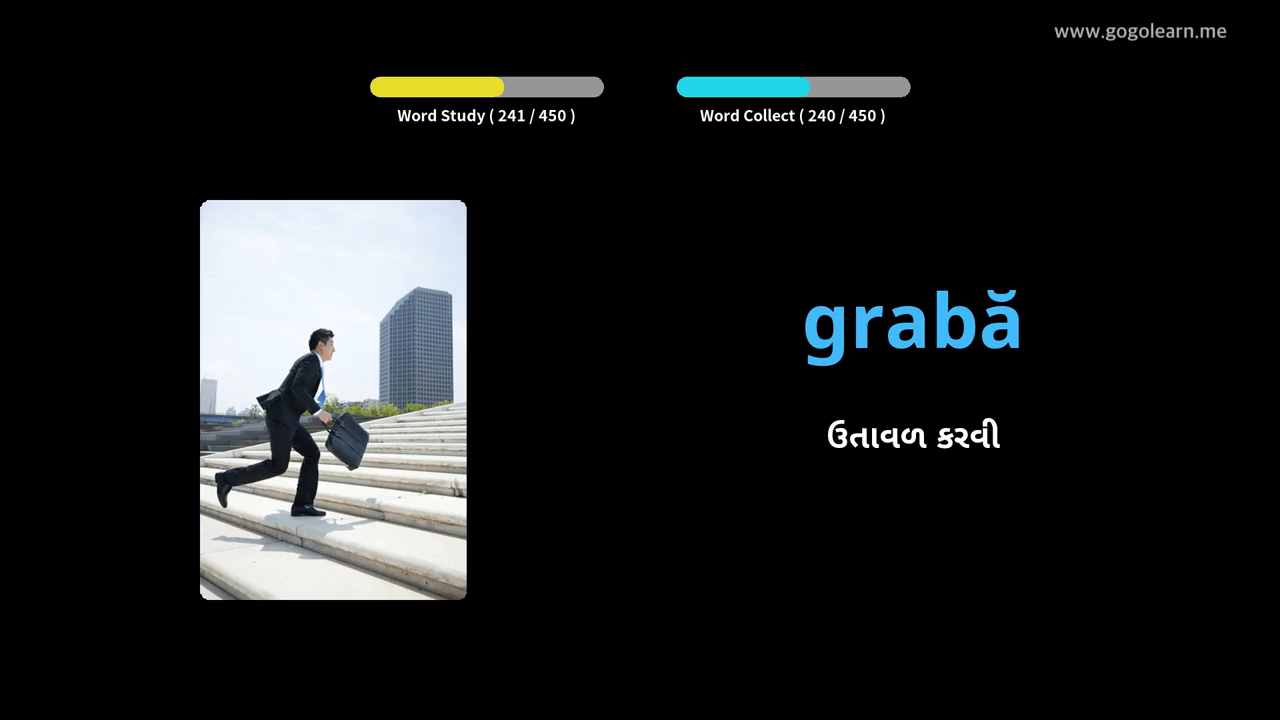 www.gogolearn.me
Word Study ( 241 / 450 )
Word Collect ( 240 / 450 )
grabă
ઉતાવળ કરવી